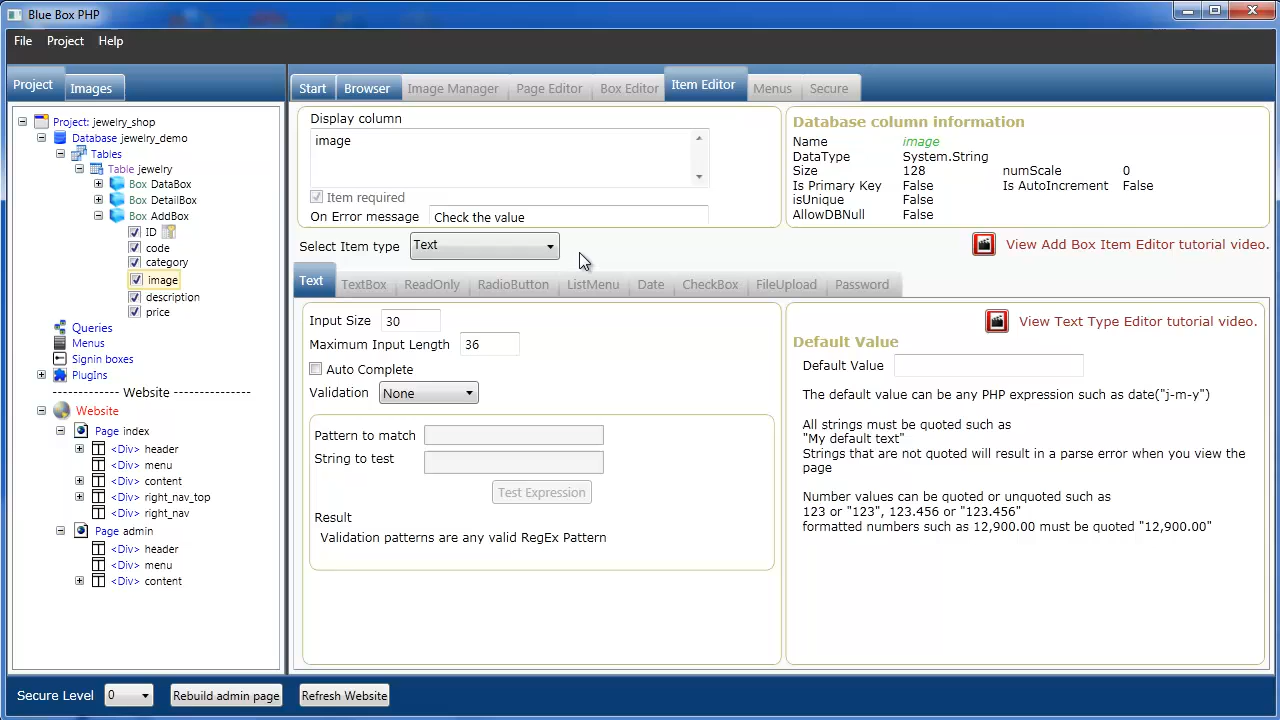 Blue Box PHP
File Project Help
Project Images
Start Browser Image Manager Page Editor Box Editor Item Editor Menus Secure
Project: jewelry_shop
Database jewelry_demo
Tables
Table jewelry
Box DataBox
Box DetailBox
Box AddBox
ID
code
category
image
description
price
Queries
Menus
Signin boxes
PlugIns
------------ Website ---------------
Website
Page index
<Div> header
<Div> menu
<Div> content
<Div> right_nav_top
<Div> right_nav
Page admin
<Div> header
<Div> menu
<Div> content
Display column
image
Item required
On Error message Check the value
Database column information
Name image
DataType System.String
Size 128 numScale 0
Is Primary Key False Is AutoIncrement False
isUnique False
AllowDBNull False
Select Item type Text
View Add Box Item Editor tutorial video.
Text TextBox ReadOnly RadioButton ListMenu Date CheckBox FileUpload Password
Input Size 30
Maximum Input Length 36
Auto Complete
Validation None
Pattern to match
String to test
Test Expression
Result
Validation patterns are any valid RegEx Pattern
View Text Type Editor tutorial video.
Default Value
Default Value
The default value can be any PHP expression such as date("j-m-y")
All strings must be quoted such as
"My default text"
Strings that are not quoted will result in a parse error when you view the
page
Number values can be quoted or unquoted such as
123 or "123", 123.456 or "123.456"
formatted numbers such as 12,900.00 must be quoted "12,900.00"
Secure Level 0 Rebuild admin page Refresh Website